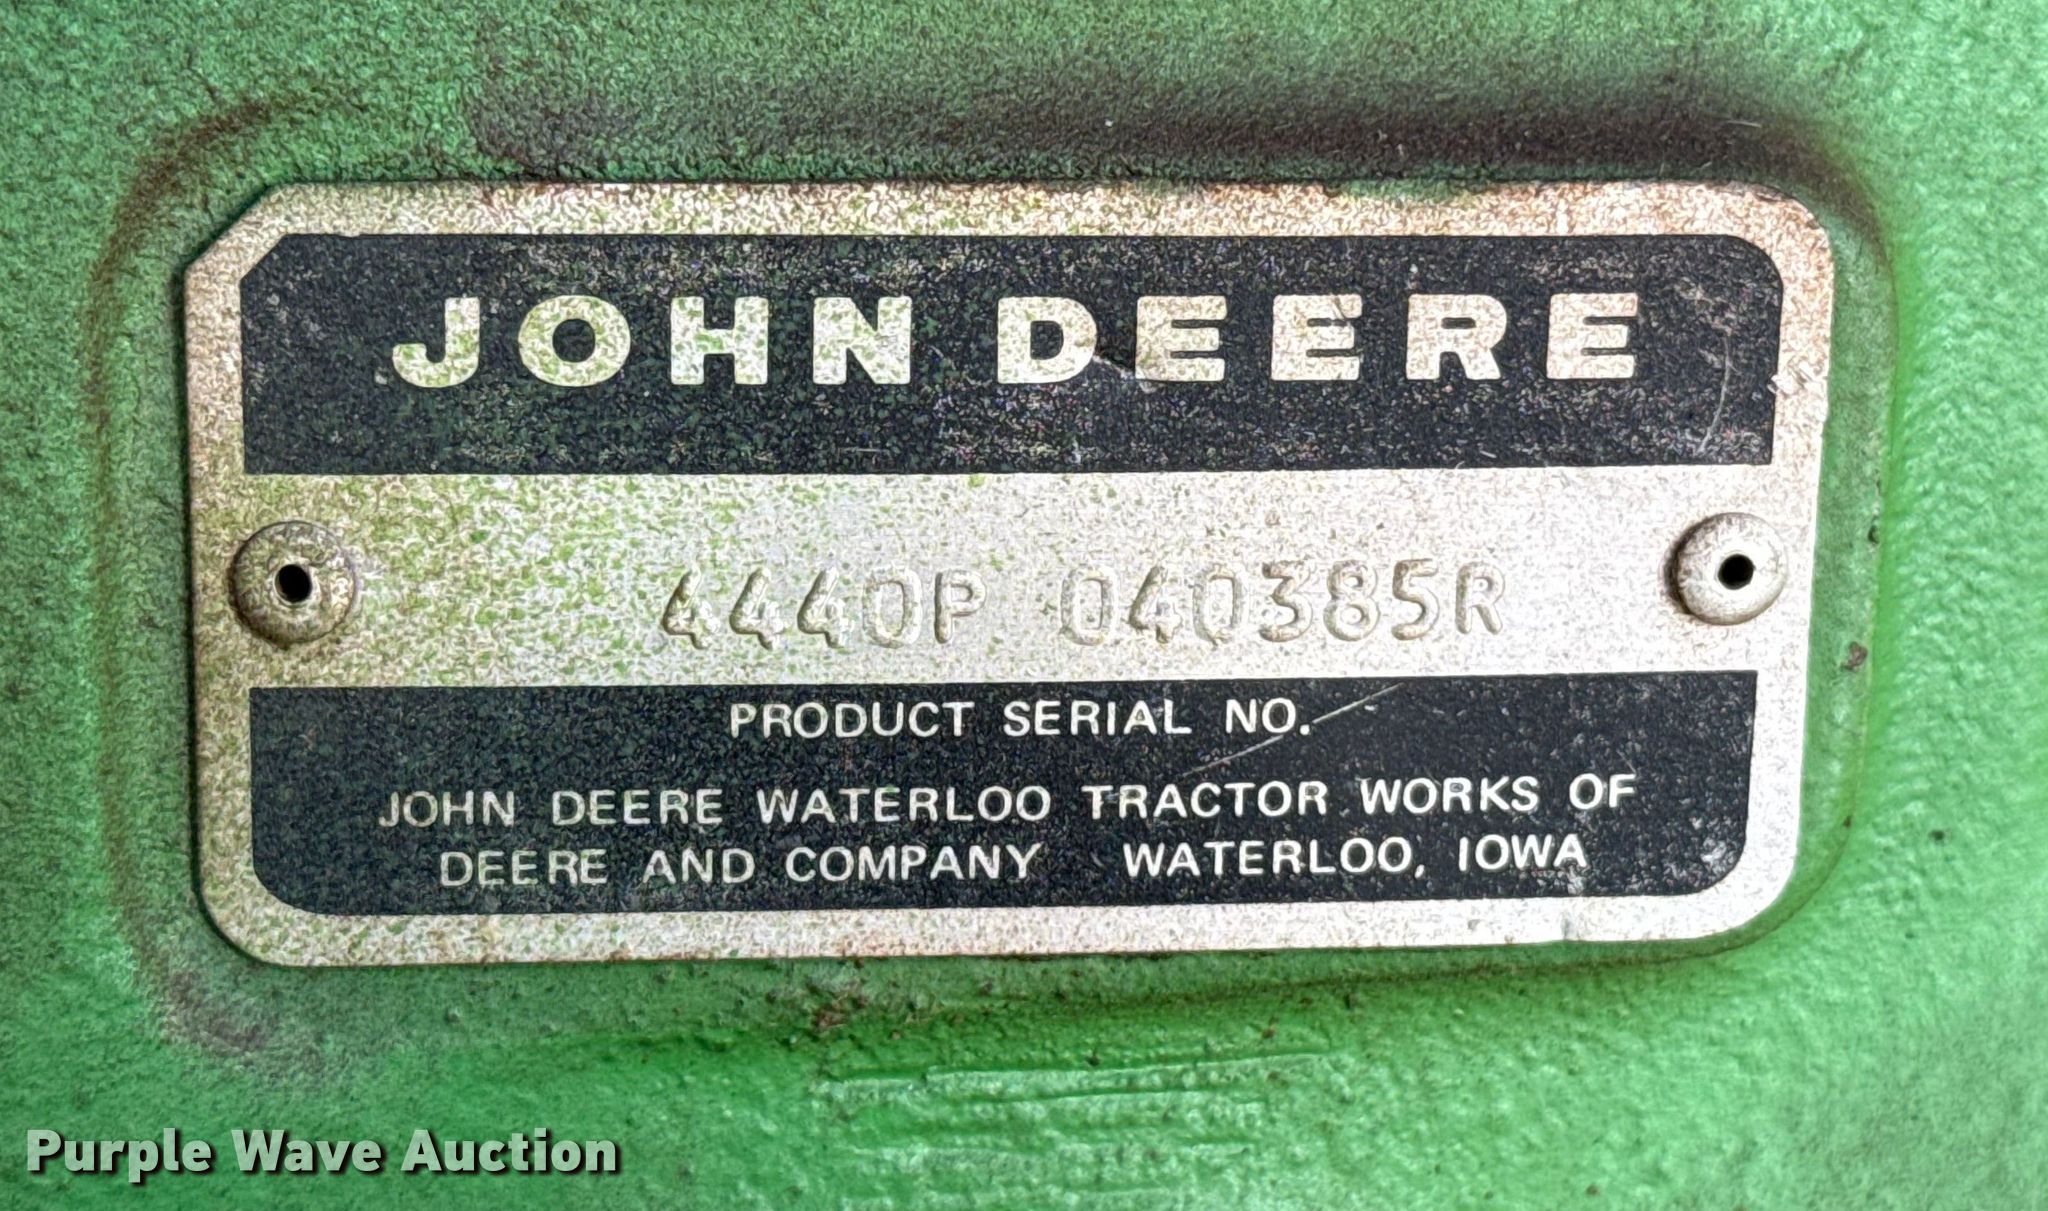 JOHN DEERE
4440P 040385R
PRODUCT SERIAL NO.
JOHN DEERE WATERLOO TRACTOR WORKS OF
DEERE AND COMPANY WATERLOO, IOWA
Purple Wave Auction